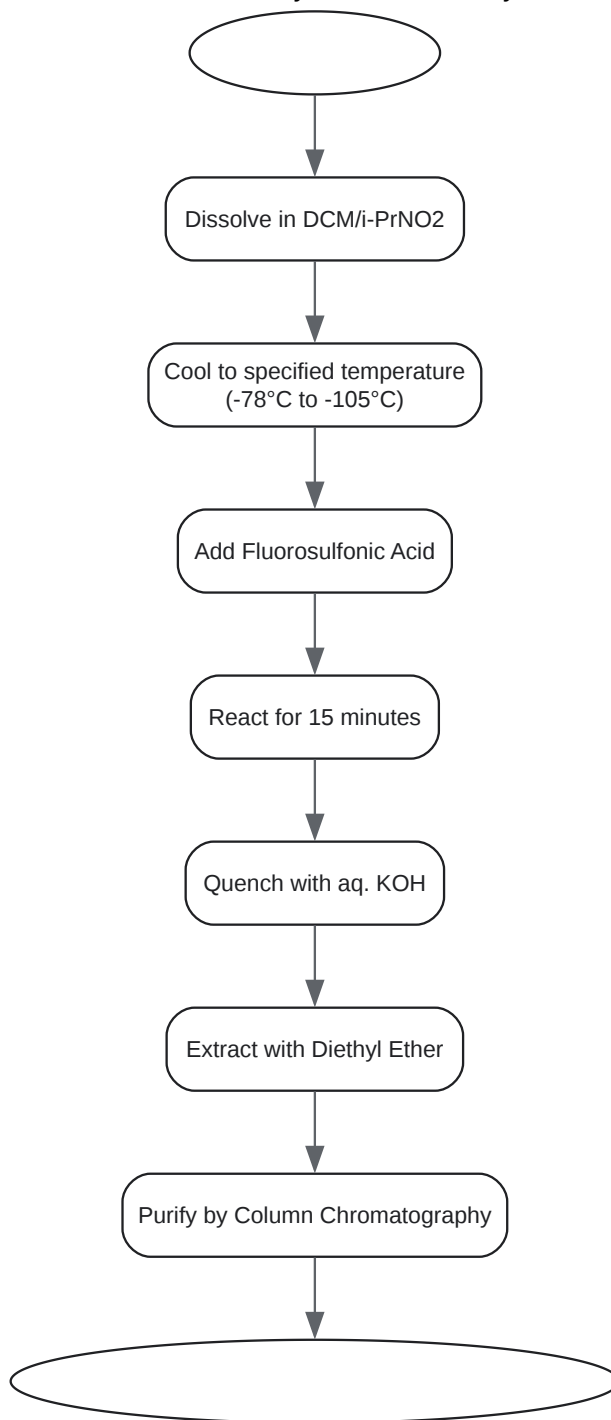 Dissolve in DCM/i-PrNO2
Cool to specified temperature
(-78°C to -105°C)
Add Fluorosulfonic Acid
React for 15 minutes
Quench with aq. KOH
Extract with Diethyl Ether
Purify by Column Chromatography